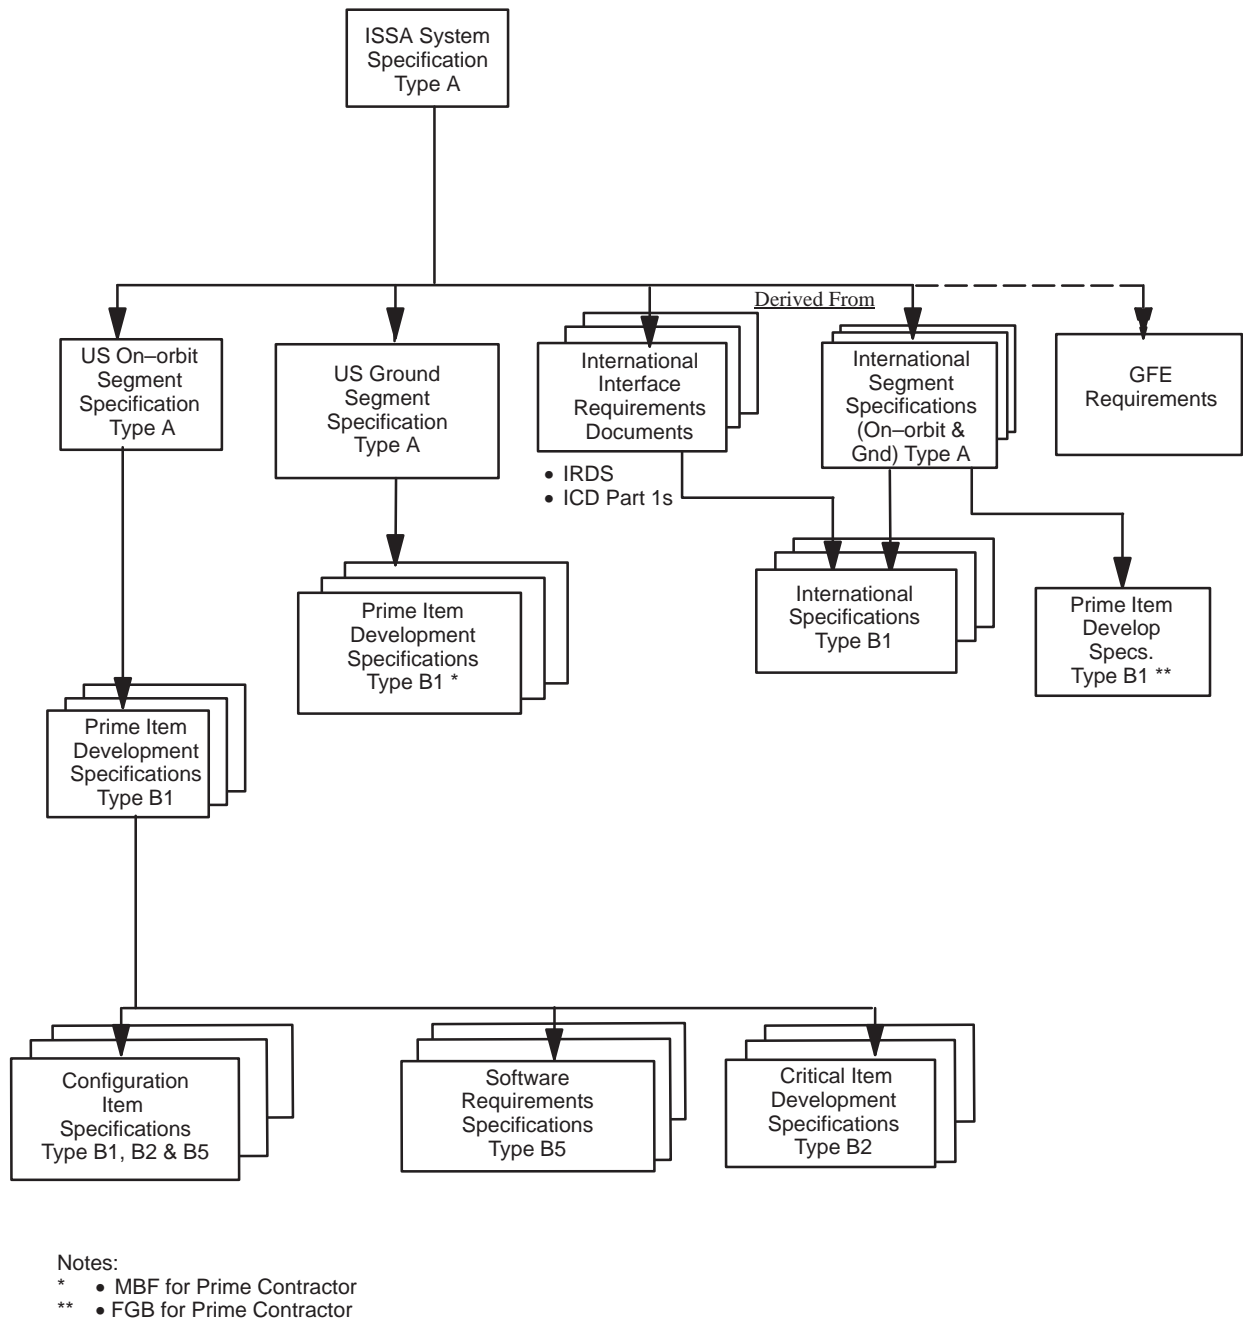 ISSA System
Specification
Type A
Derived From
US On–orbit
Segment
Specification
Type A
US Ground
Segment
Specification
Type A
International
Interface
Requirements
Documents
• IRDS
• ICD Part 1s
International
Segment
Specifications
(On–orbit &
Gnd) Type A
GFE
Requirements
Prime Item
Development
Specifications
Type B1 *
International
Specifications
Type B1
Prime Item
Develop
Specs.
Type B1 **
Prime Item
Development
Specifications
Type B1
Configuration
Item
Specifications
Type B1, B2 & B5
Software
Requirements
Specifications
Type B5
Critical Item
Development
Specifications
Type B2
Notes:
* • MBF for Prime Contractor
** • FGB for Prime Contractor